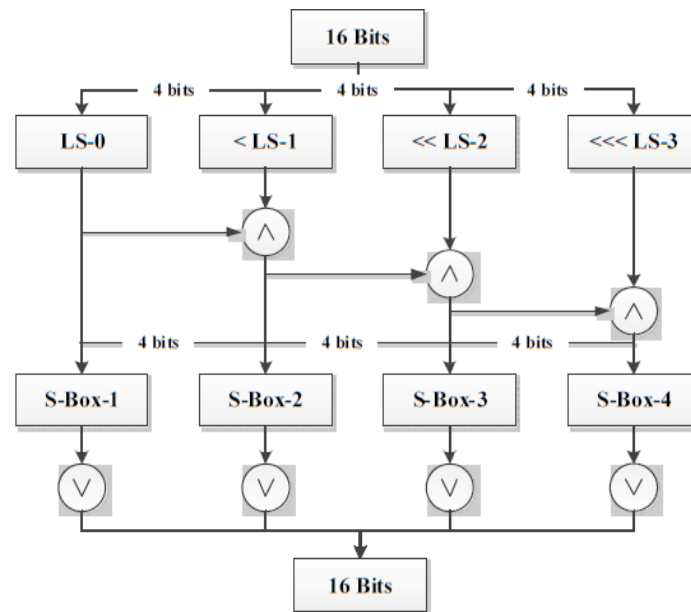 16 Bits
4 bits 4 bits 4 bits
LS-0 < LS-1 << LS-2 <<< LS-3
∧
∧
∧
4 bits 4 bits 4 bits
S-Box-1 S-Box-2 S-Box-3 S-Box-4
∨ ∨ ∨ ∨
16 Bits